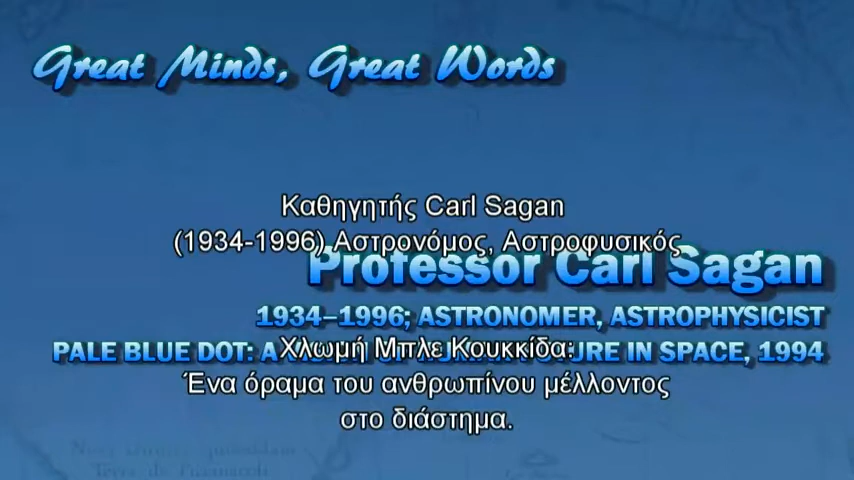 Great Minds, Great Words
Καθηγητής Carl Sagan
(1934-1996) Αστρονόμος, Αστροφυσικός
Professor Carl Sagan
1934–1996; ASTRONOMER, ASTROPHYSICIST
PALE BLUE DOT: A URE IN SPACE, 1994
Χλωμή Μπλε Κουκκίδα:
Ένα όραμα του ανθρωπίνου μέλλοντος
στο διάστημα.